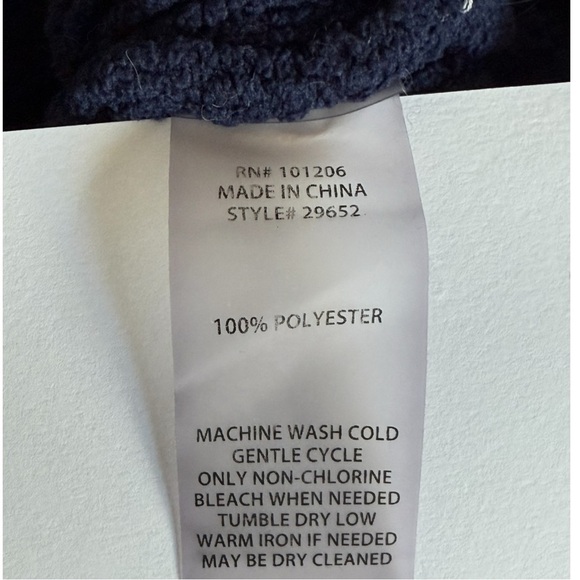 RN# 101206
MADE IN CHINA
STYLE# 29652
100% POLYESTER
MACHINE WASH COLD
GENTLE CYCLE
ONLY NON-CHLORINE
BLEACH WHEN NEEDED
TUMBLE DRY LOW
WARM IRON IF NEEDED
MAY BE DRY CLEANED